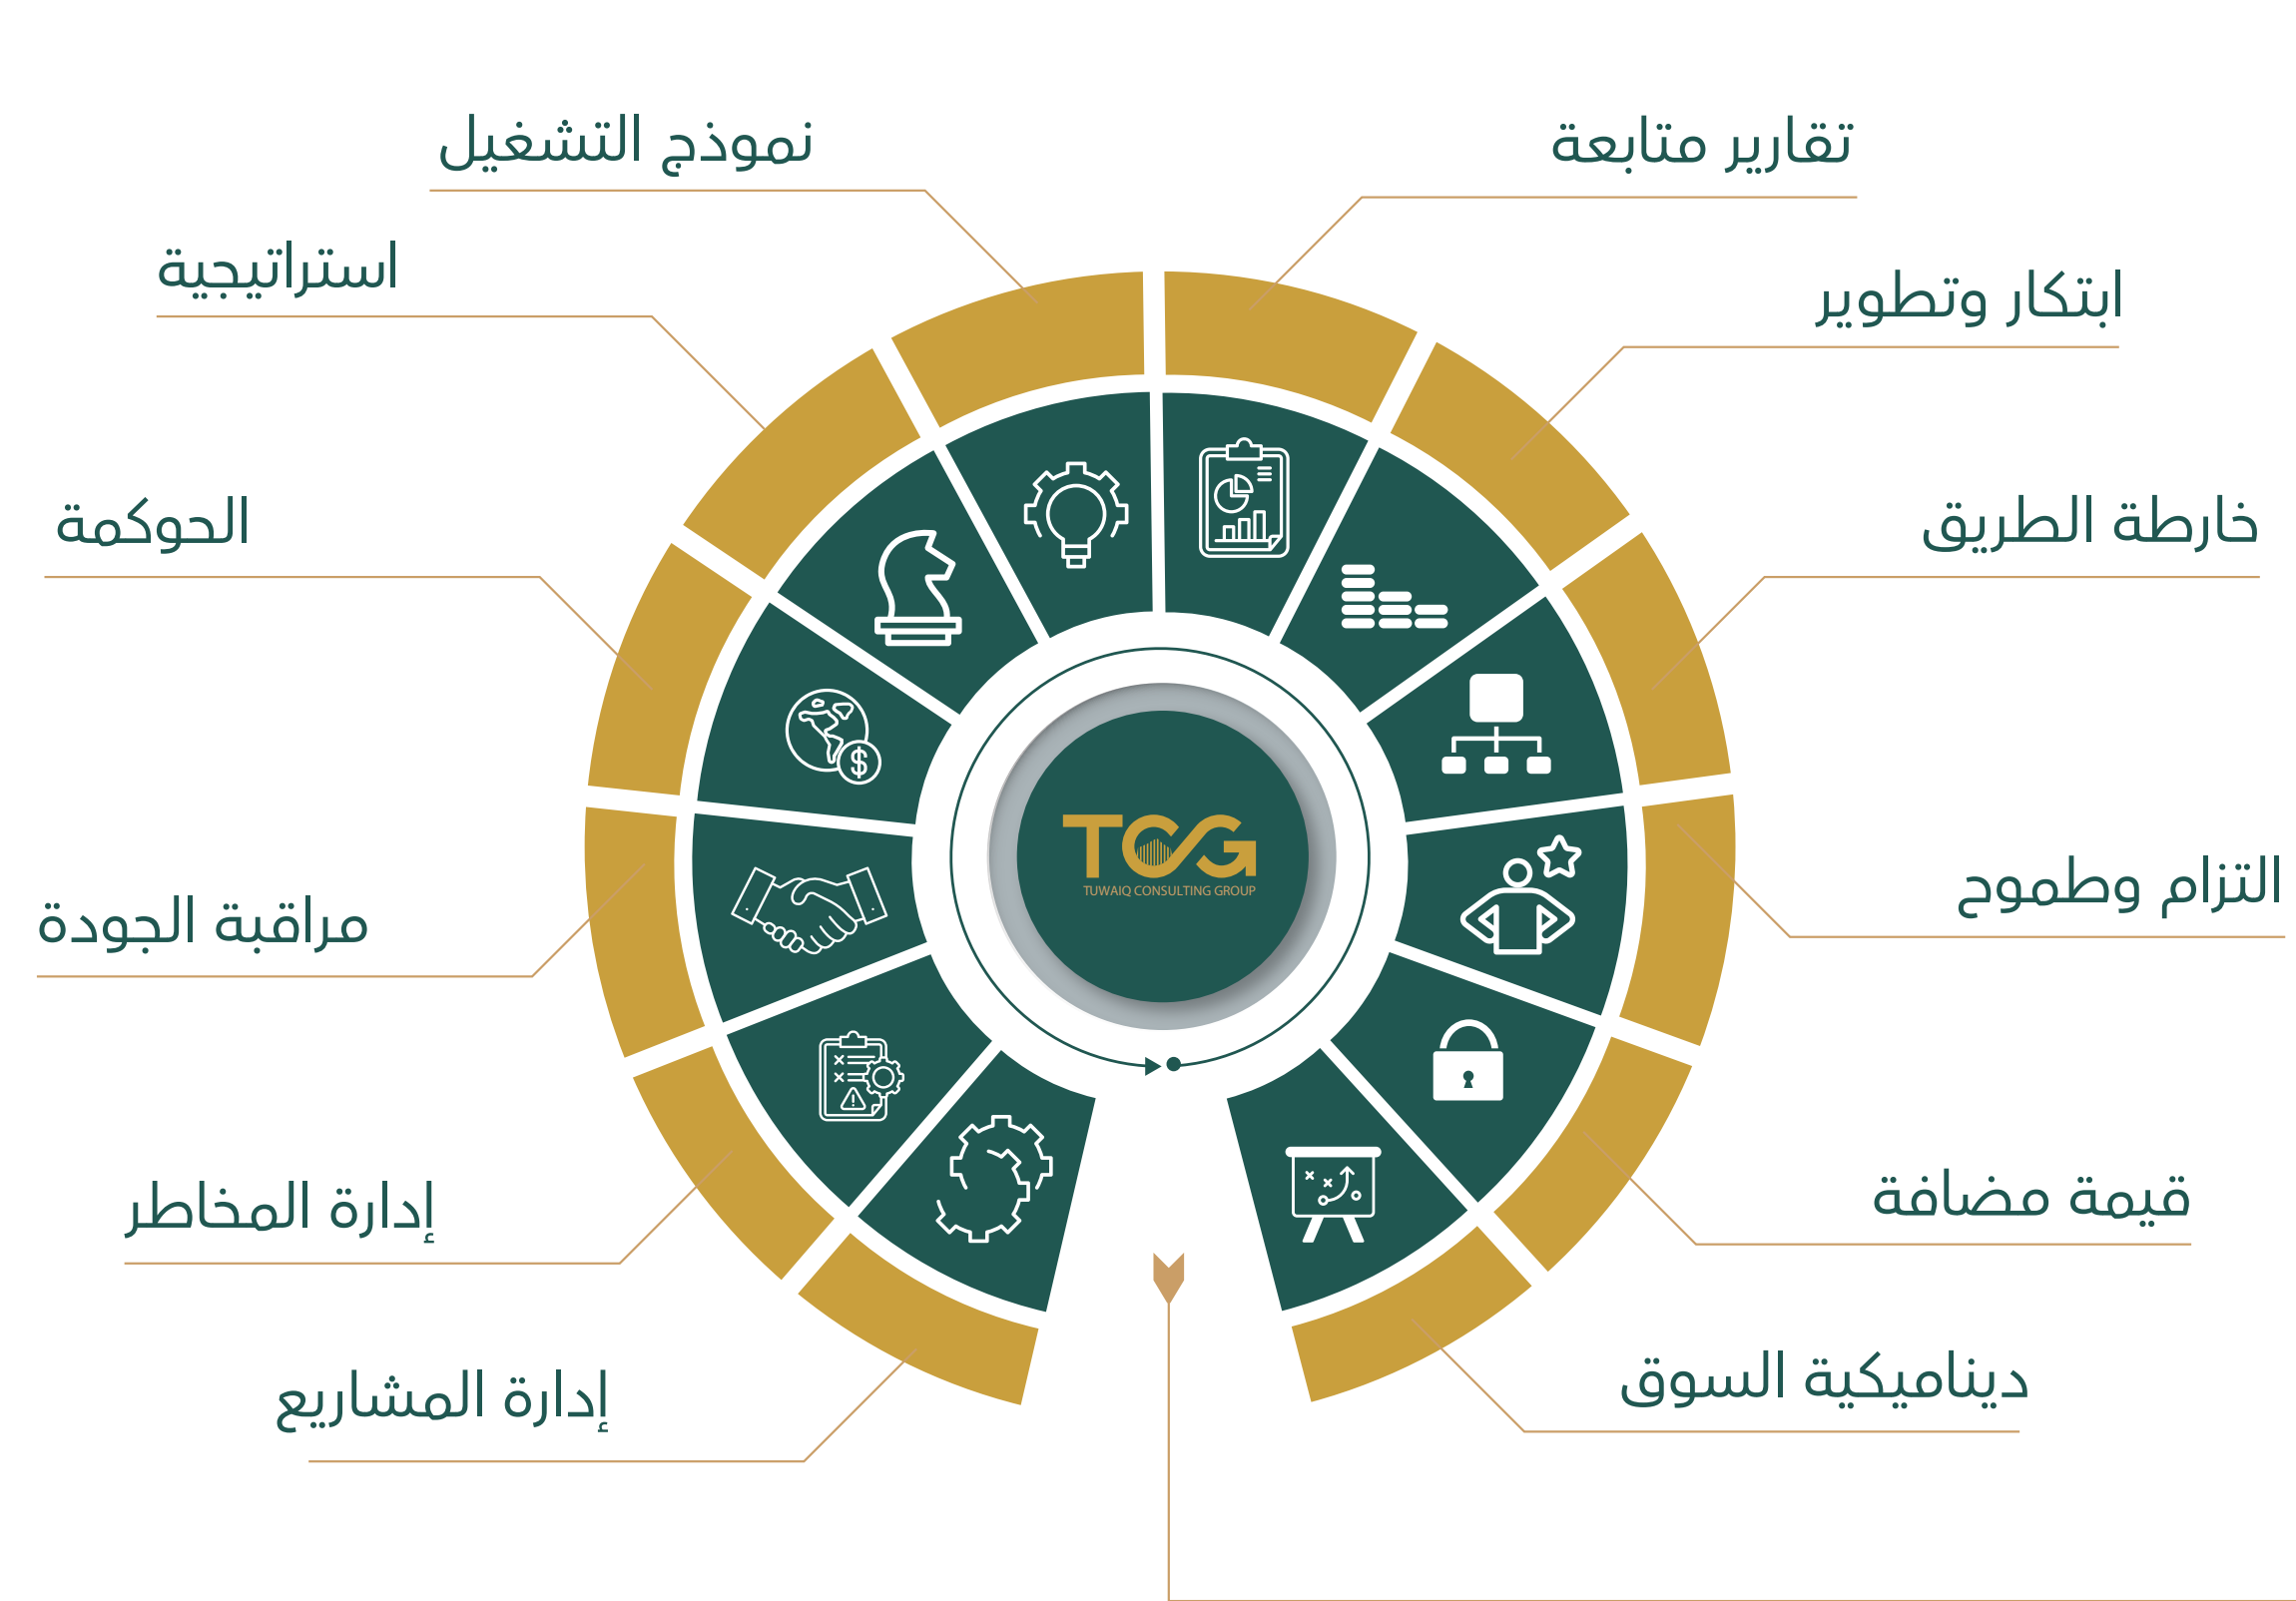 تقارير متابعة
نموذج التشغيل
ابتكار وتطوير
استراتيجية
خارطة الطريق
الحوكمة
التزام وطموح
مراقبة الجودة
قيمة مضافة
إدارة المخاطر
ديناميكية السوق
إدارة المشاريع
TCG
TUWAIQ CONSULTING GROUP
$